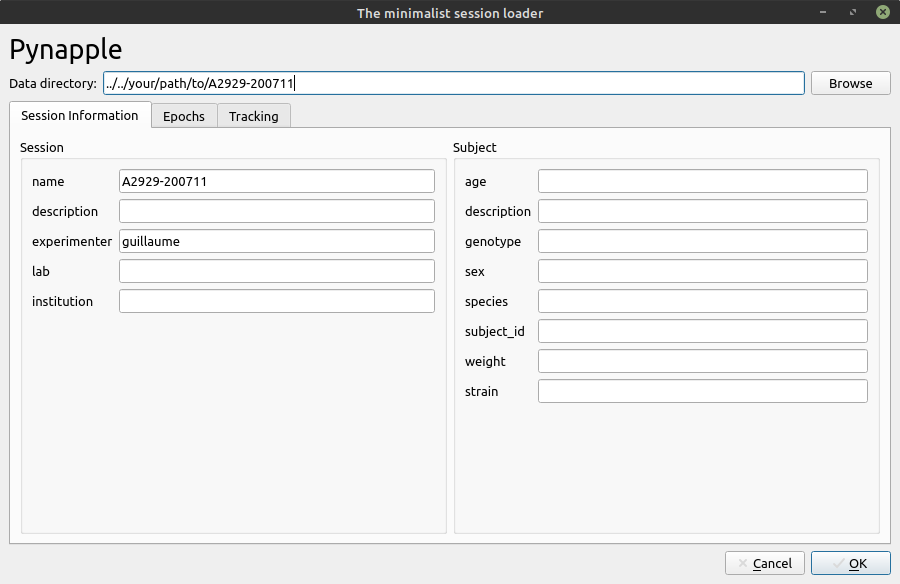 The minimalist session loader
Pynapple
Data directory: ../../your/path/to/A2929-200711 Browse
Session Information Epochs Tracking
Session
name A2929-200711
description
experimenter guillaume
lab
institution
Subject
age
description
genotype
sex
species
subject_id
weight
strain
Cancel OK